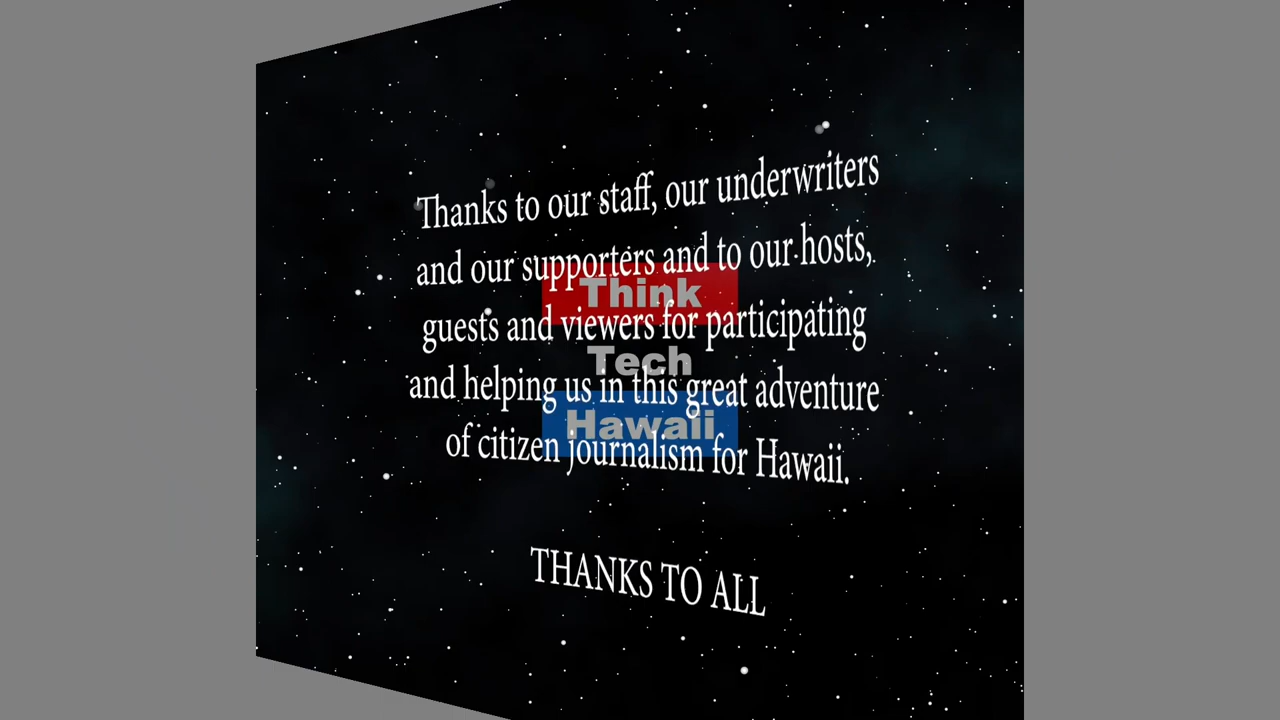 Thanks to our staff, our underwriters
and our supporters and to our hosts,
guests and viewers for participating
and helping us in this great adventure
of citizen journalism for Hawaii.
THANKS TO ALL
Think
Tech
Hawaii